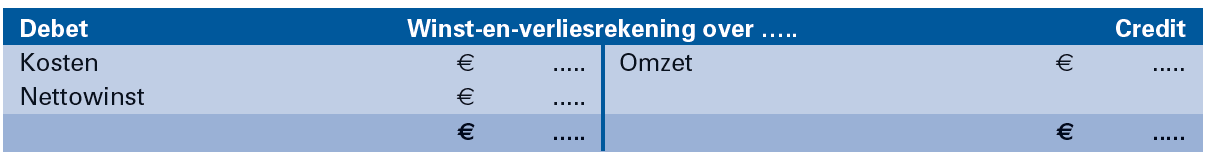 Debet Winst-en-verliesrekening over ..... Credit
Kosten € ..... Omzet € .....
Nettowinst € .....
€ ..... € .....